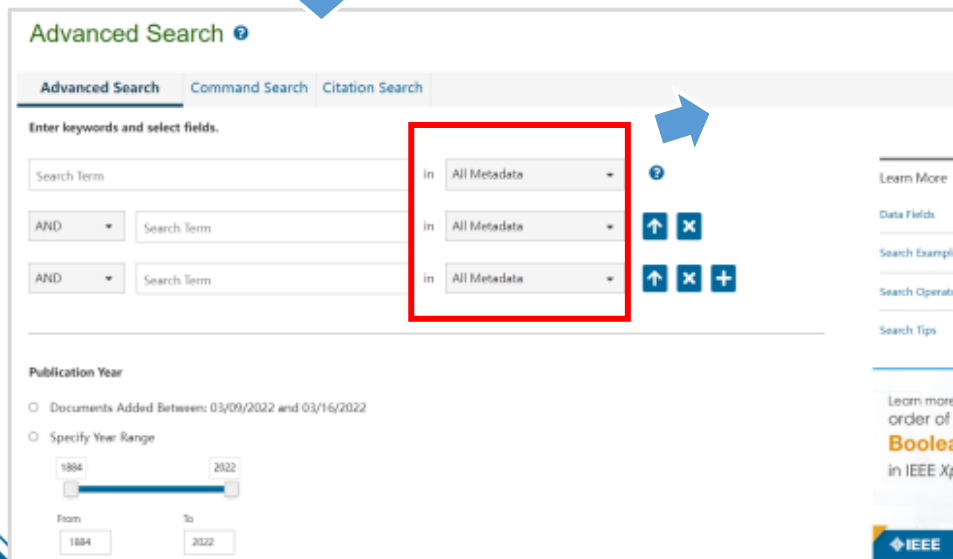 Advanced Search ?
Advanced Search Command Search Citation Search
Enter keywords and select fields.
Search Term in All Metadata ?
AND Search Term in All Metadata
AND Search Term in All Metadata
Publication Year
Documents Added Between: 03/09/2022 and 03/16/2022
Specify Year Range
1884 2022
From To
1884 2022
Learn More
Data Fields
Search Exampl
Search Operat
Search Tips
Learn more
order of
Boolea
in IEEE Xp
IEEE